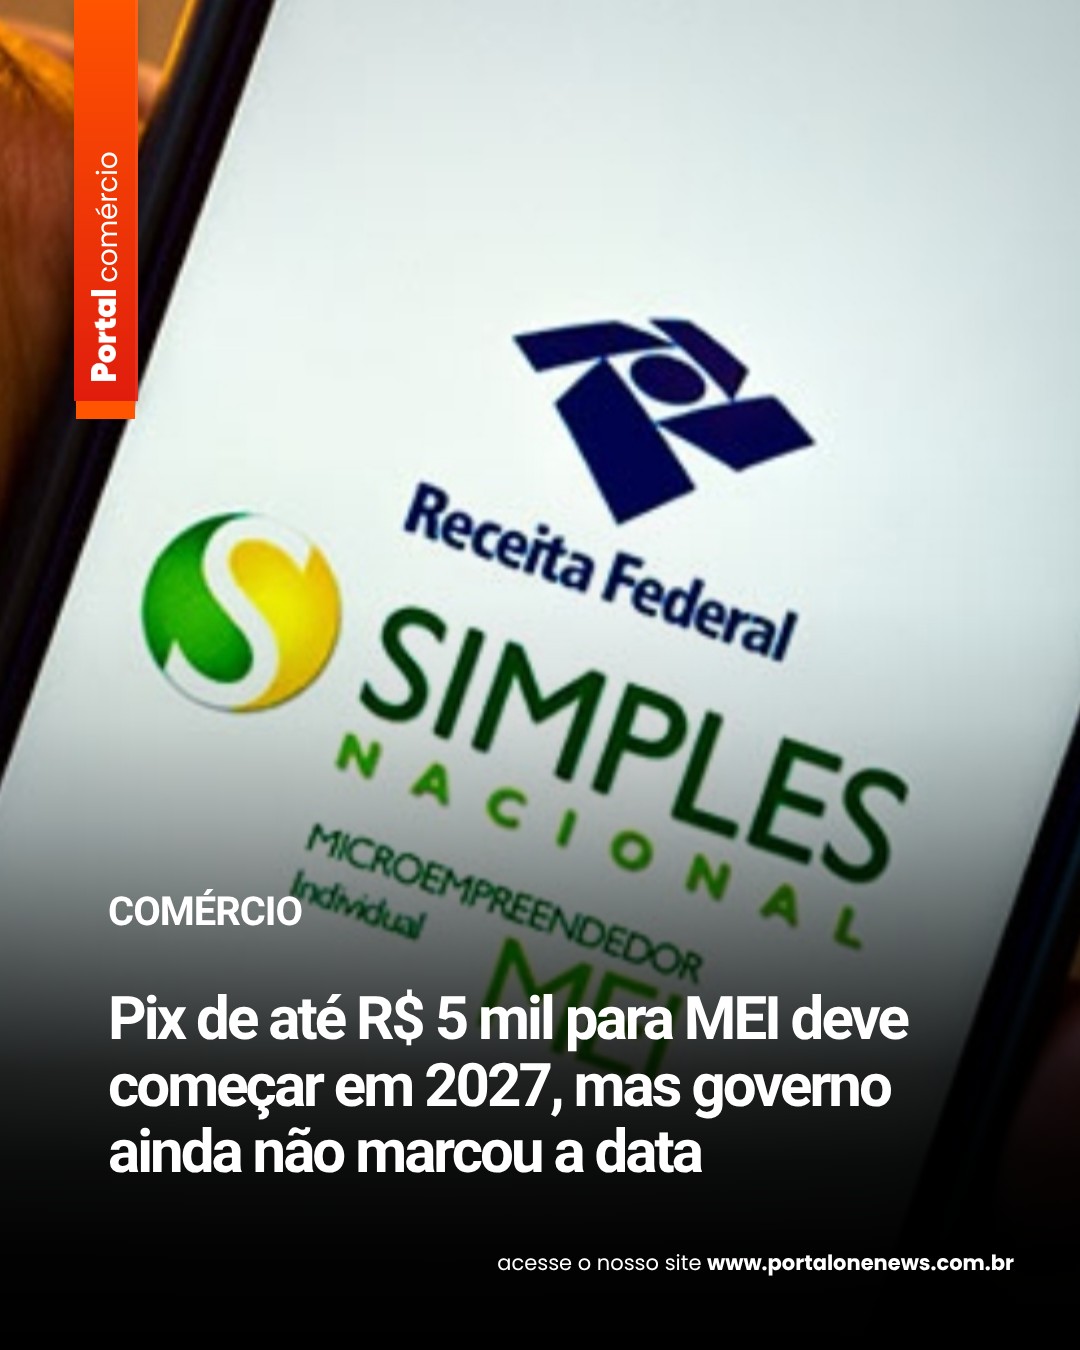 Portal comércio
Receita Federal
SIMPLES
NACIONAL
MICROEMPREENDEDOR
Individual
MEI
COMÉRCIO
Pix de até R$ 5 mil para MEI deve
começar em 2027, mas governo
ainda não marcou a data
acesse o nosso site www.portalonenews.com.br